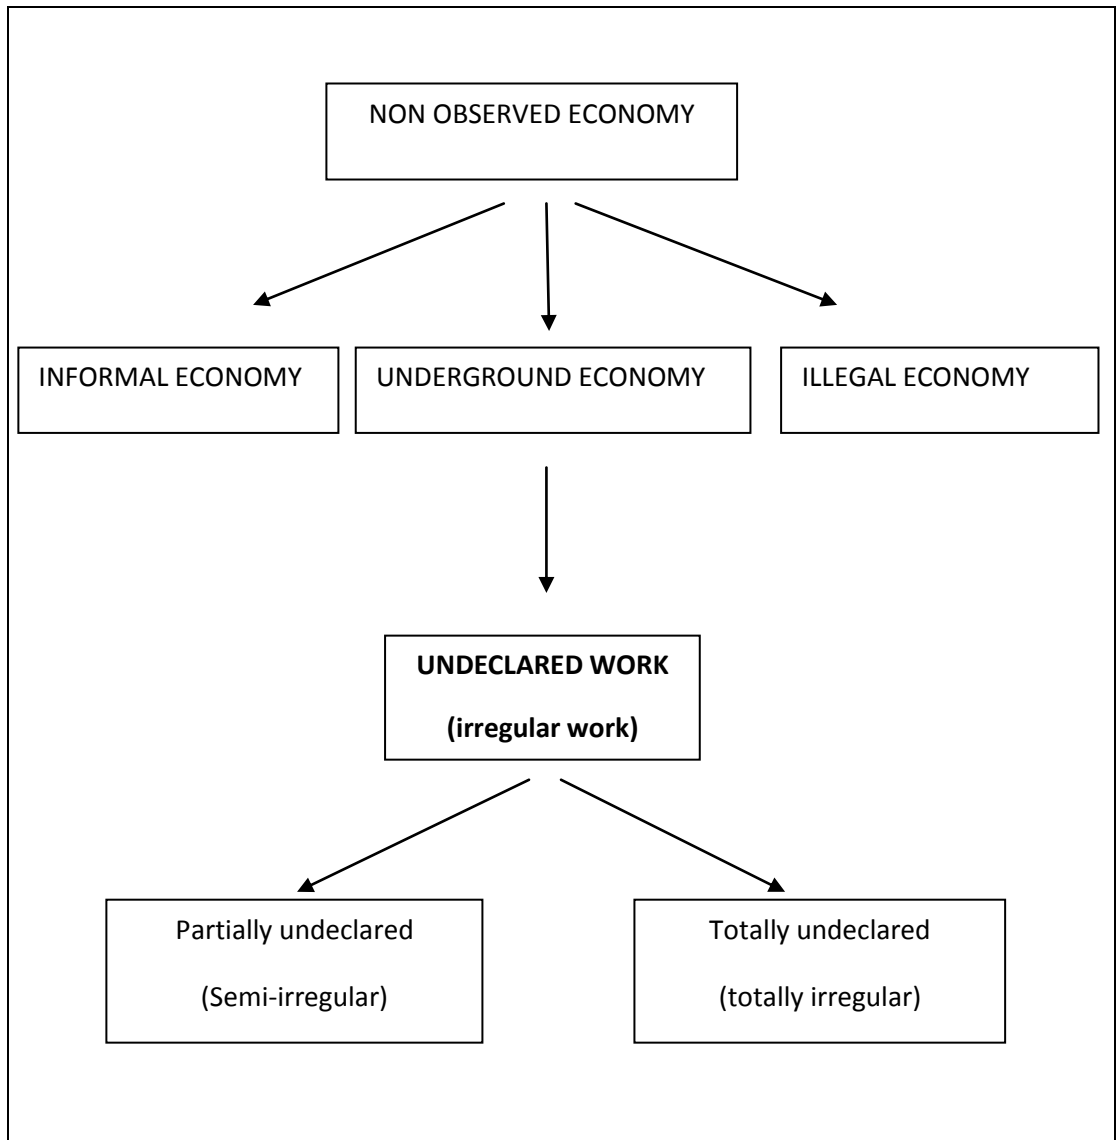 NON OBSERVED ECONOMY
INFORMAL ECONOMY
UNDERGROUND ECONOMY
ILLEGAL ECONOMY
UNDECLARED WORK
(irregular work)
Partially undeclared
(Semi-irregular)
Totally undeclared
(totally irregular)